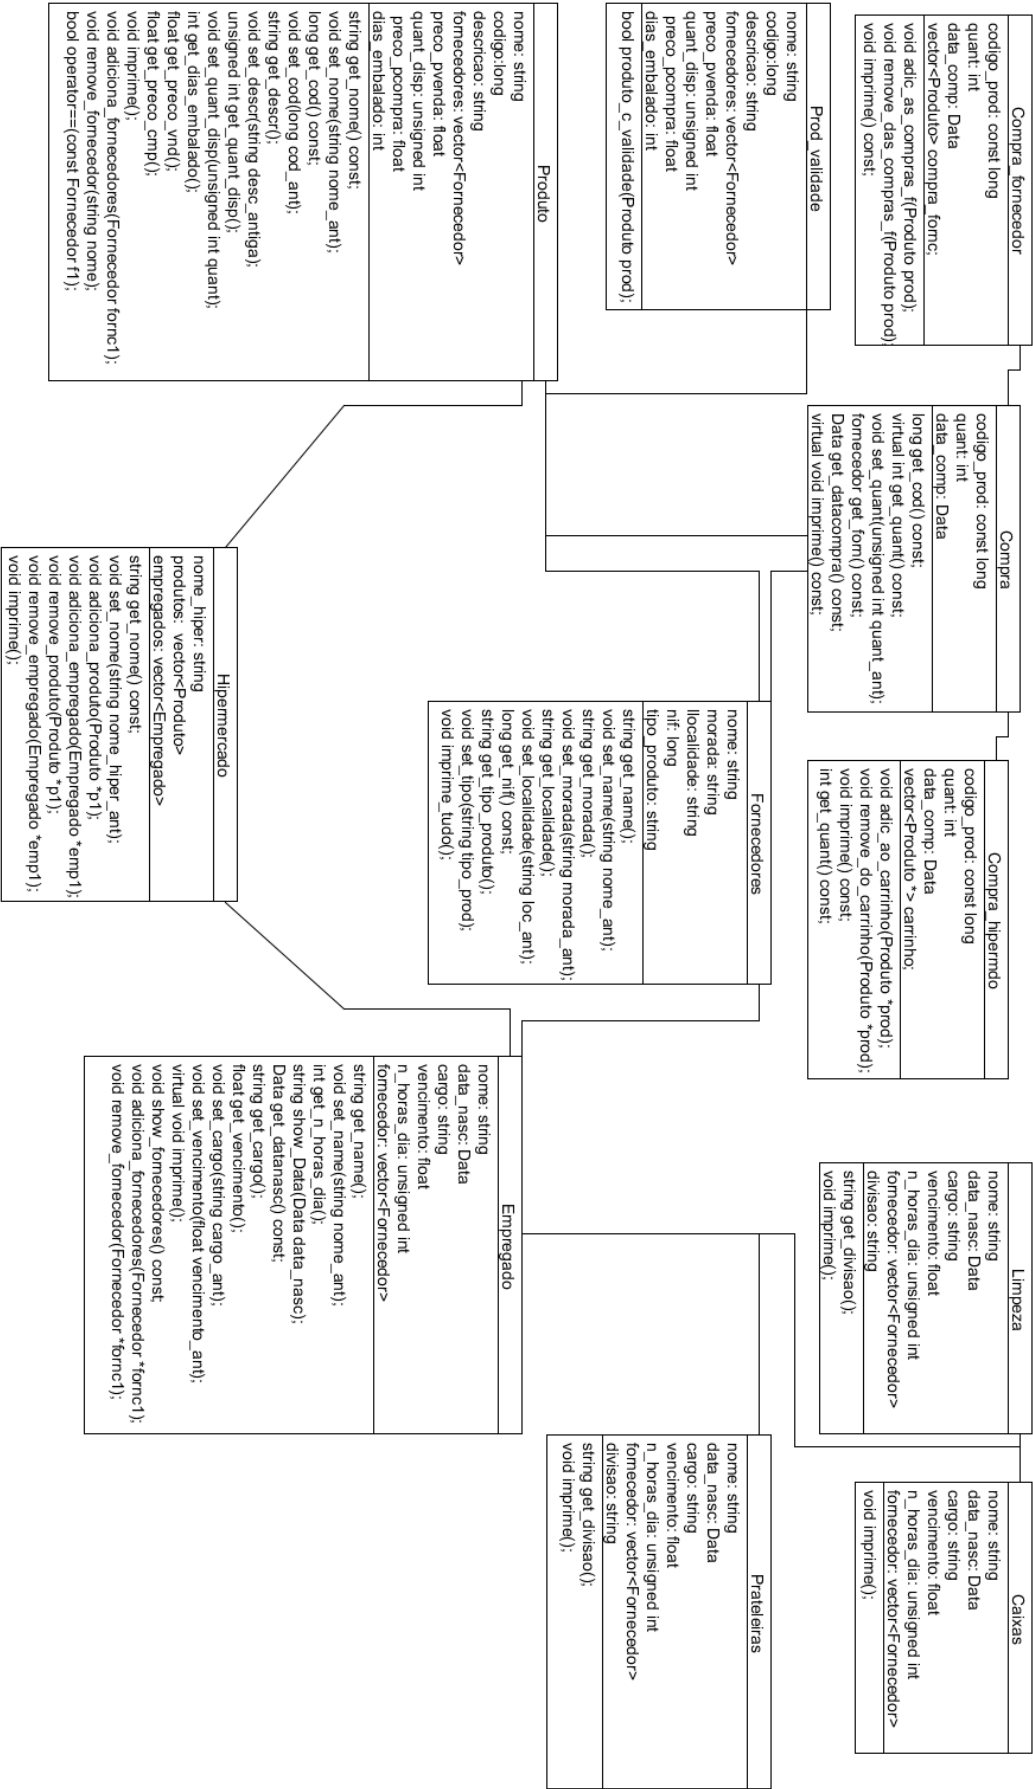 Compra_fornecedor
codigo_prod: const long
quant: int
data_comp: Data
vector<Produto> compra_fornc;
void adic_as_compras_f(Produto prod);
void remove_das_compras_f(Produto prod);
void imprime() const;
Compra
codigo_prod: const long
quant: int
data_comp: Data
long get_cod() const;
virtual int get_quant() const;
void set_quant(unsigned int quant_ant);
fornecedor get_forn() const;
Data get_datacompra() const;
virtual void imprime() const;
Compra_hipermdo
codigo_prod: const long
quant: int
data_comp: Data
vector<Produto *> carrinho;
void adic_ao_carrinho(Produto *prod);
void remove_do_carrinho(Produto *prod);
void imprime() const;
int get_quant() const;
Limpeza
nome: string
data_nasc: Data
cargo: string
vencimento: float
n_horas_dia: unsigned int
fornecedor: vector<Fornecedor>
divisao: string
string get_divisao();
void imprime();
Caixas
nome: string
data_nasc: Data
cargo: string
vencimento: float
n_horas_dia: unsigned int
fornecedor: vector<Fornecedor>
void imprime();
Prod_validade
nome: string
codigo:long
descricao: string
fornecedores: vector<Fornecedor>
preco_pvenda: float
quant_disp: unsigned int
preco_pcompra: float
dias_embalado: int
bool produto_c_validade(Produto prod);
Fornecedores
nome: string
morada: string
llocalidade: string
nif: long
tipo_produto: string
string get_name();
void set_name(string nome_ant);
string get_morada();
void set_morada(string morada_ant);
string get_localidade();
void set_localidade(string loc_ant);
long get_nif() const;
string get_tipo_produto();
void set_tipo(string tipo_prod);
void imprime_tudo();
Prateleiras
nome: string
data_nasc: Data
cargo: string
vencimento: float
n_horas_dia: unsigned int
fornecedor: vector<Fornecedor>
divisao: string
string get_divisao();
void imprime();
Produto
nome: string
codigo:long
descricao: string
fornecedores: vector<Fornecedor>
preco_pvenda: float
quant_disp: unsigned int
preco_pcompra: float
dias_embalado: int
string get_nome() const;
void set_nome(string nome_ant);
long get_cod() const;
void set_cod(long cod_ant);
string get_descr();
void set_descr(string desc_antiga);
unsigned int get_quant_disp();
void set_quant_disp(unsigned int quant);
int get_dias_embalado();
float get_preco_vnd();
float get_preco_cmp();
void imprime();
void adiciona_fornecedores(Fornecedor fornc1);
void remove_fornecedor(string nome);
bool operator==(const Fornecedor f1);
Empregado
nome: string
data_nasc: Data
cargo: string
vencimento: float
n_horas_dia: unsigned int
fornecedor: vector<Fornecedor>
string get_name();
void set_name(string nome_ant);
int get_n_horas_dia();
string show_Data(Data data_nasc);
Data get_datanasc() const;
string get_cargo();
float get_vencimento();
void set_cargo(string cargo_ant);
void set_vencimento(float vencimento_ant);
virtual void imprime();
void show_fornecedores() const;
void adiciona_fornecedores(Fornecedor *fornc1);
void remove_fornecedor(Fornecedor *fornc1);
Hipermercado
nome_hiper: string
produtos: vector<Produto>
empregados: vector<Empregado>
string get_nome() const;
void set_nome(string nome_hiper_ant);
void adiciona_produto(Produto *p1);
void adiciona_empregado(Empregado *emp1);
void remove_produto(Produto *p1);
void remove_empregado(Empregado *emp1);
void imprime();